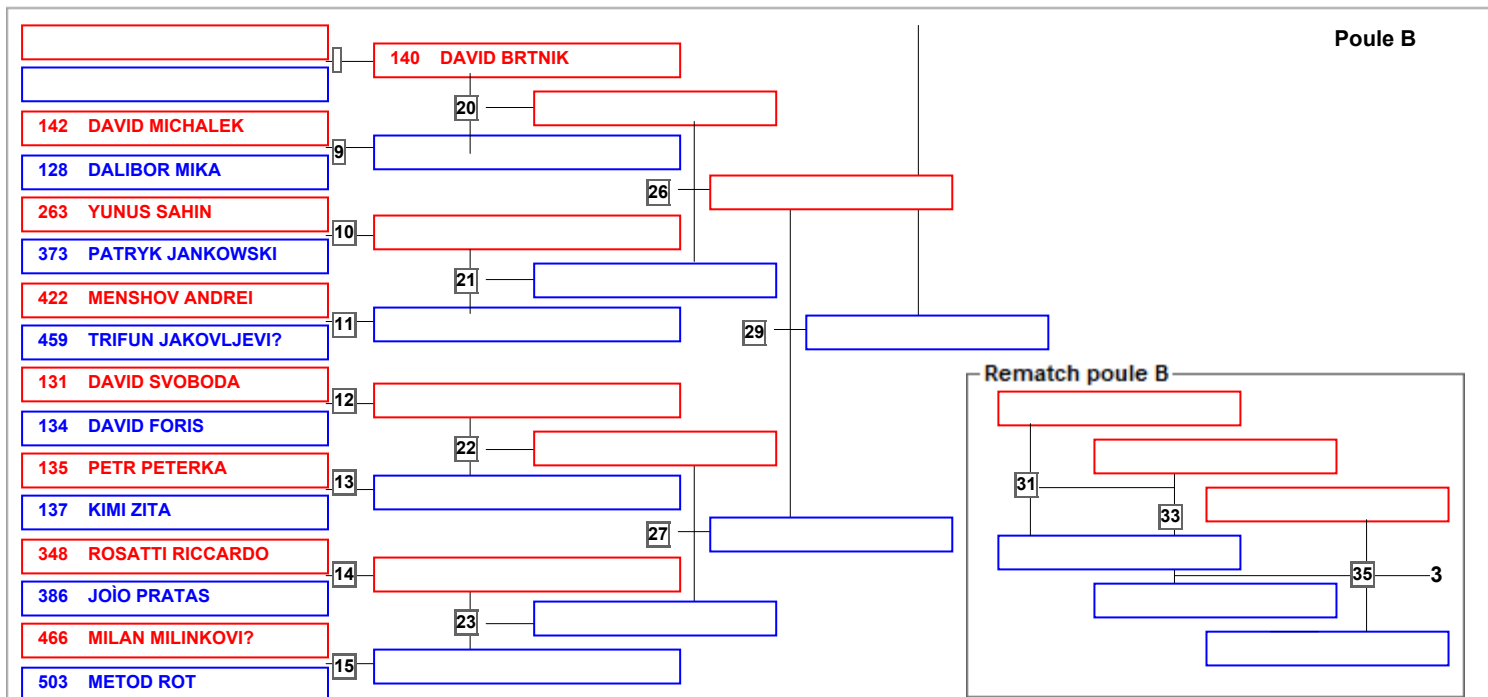 Poule B
140 DAVID BRTNIK
20
142 DAVID MICHALEK
9
128 DALIBOR MIKA
26
263 YUNUS SAHIN
10
373 PATRYK JANKOWSKI
21
422 MENSHOV ANDREI
11
459 TRIFUN JAKOVLJEVI?
29
131 DAVID SVOBODA
12
134 DAVID FORIS
22
135 PETR PETERKA
13
137 KIMI ZITA
27
348 ROSATTI RICCARDO
14
386 JOÌO PRATAS
23
466 MILAN MILINKOVI?
15
503 METOD ROT
Rematch poule B
31
33
35
3